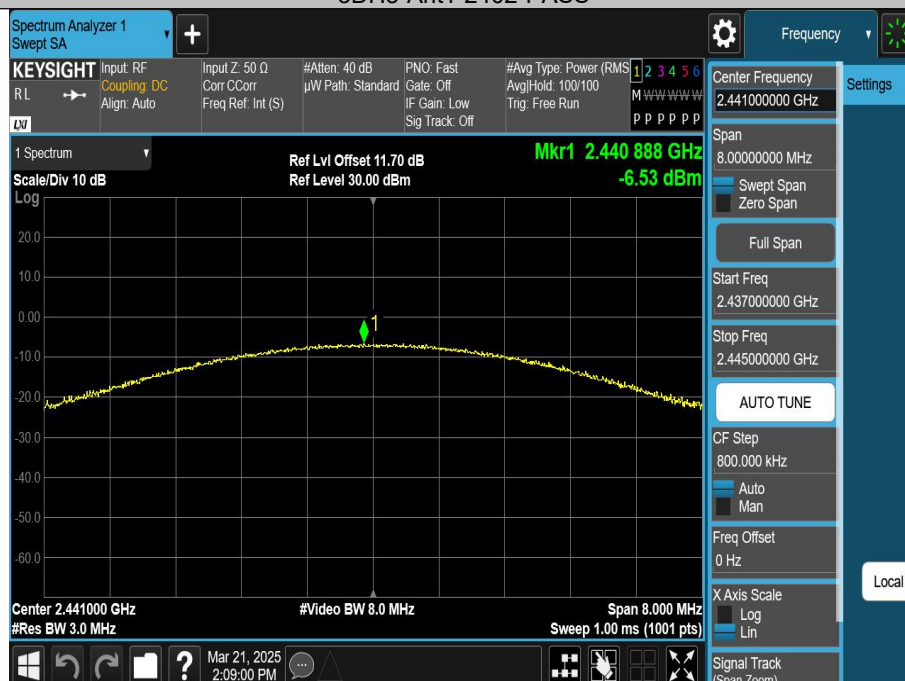 Spectrum Analyzer 1
Swept SA
+
Frequency
KEYSIGHT
RL
LXI
Input: RF
Coupling: DC
Align: Auto
Input Z: 50 Ω
Corr CCorr
Freq Ref: Int (S)
#Atten: 40 dB
µW Path: Standard
PNO: Fast
Gate: Off
IF Gain: Low
Sig Track: Off
#Avg Type: Power (RMS
Avg|Hold: 100/100
Trig: Free Run
1 2 3 4 5 6
M W W W W W
P P P P P P
1 Spectrum
Scale/Div 10 dB
Log
Ref Lvl Offset 11.70 dB
Ref Level 30.00 dBm
Mkr1 2.440 888 GHz
-6.53 dBm
20.0
10.0
0.00
-10.0
-20.0
-30.0
-40.0
-50.0
-60.0
1
Center 2.441000 GHz
#Res BW 3.0 MHz
#Video BW 8.0 MHz
Span 8.000 MHz
Sweep 1.00 ms (1001 pts)
Mar 21, 2025
2:09:00 PM
?
Center Frequency
2.441000000 GHz
Settings
Span
8.00000000 MHz
Swept Span
Zero Span
Full Span
Start Freq
2.437000000 GHz
Stop Freq
2.445000000 GHz
AUTO TUNE
CF Step
800.000 kHz
Auto
Man
Freq Offset
0 Hz
Local
X Axis Scale
Log
Lin
Signal Track
(Span Zoom)